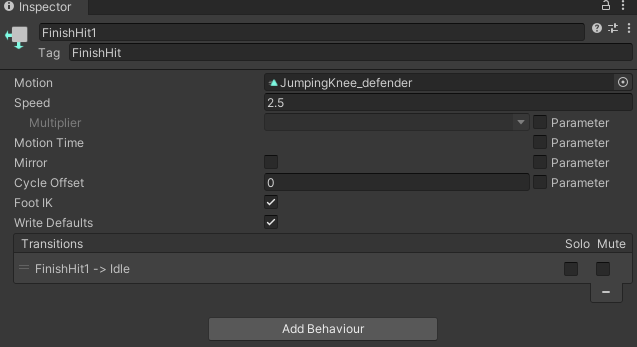 Inspector
FinishHit1
Tag FinishHit
Motion JumpingKnee_defender
Speed 2.5
Multiplier Parameter
Motion Time Parameter
Mirror Parameter
Cycle Offset 0 Parameter
Foot IK
Write Defaults
Transitions Solo Mute
FinishHit1 -> Idle
Add Behaviour